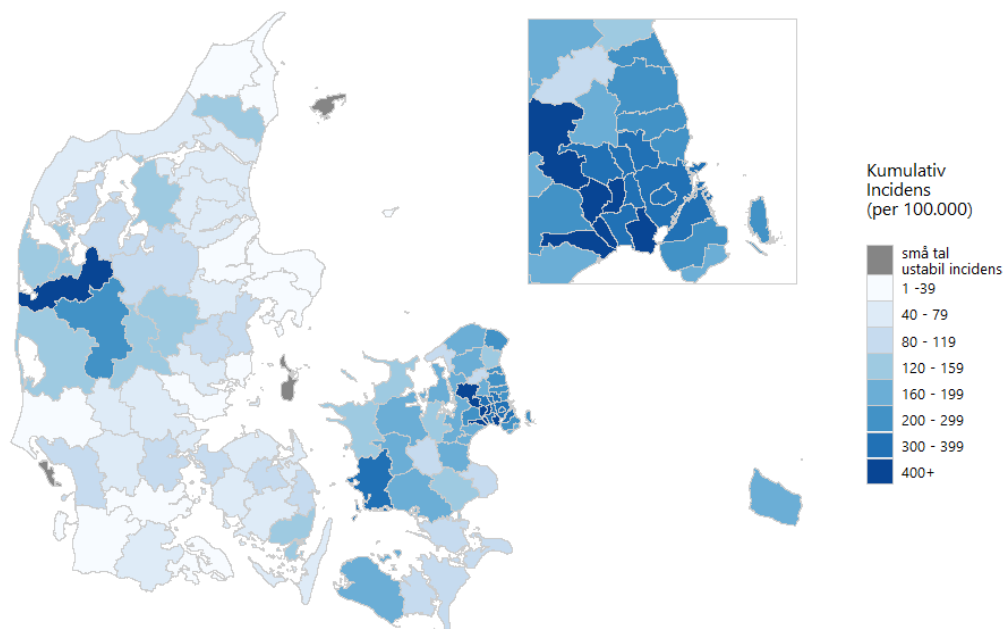 Kumulativ
Incidens
(per 100.000)
små tal
ustabil incidens
1 -39
40 - 79
80 - 119
120 - 159
160 - 199
200 - 299
300 - 399
400+